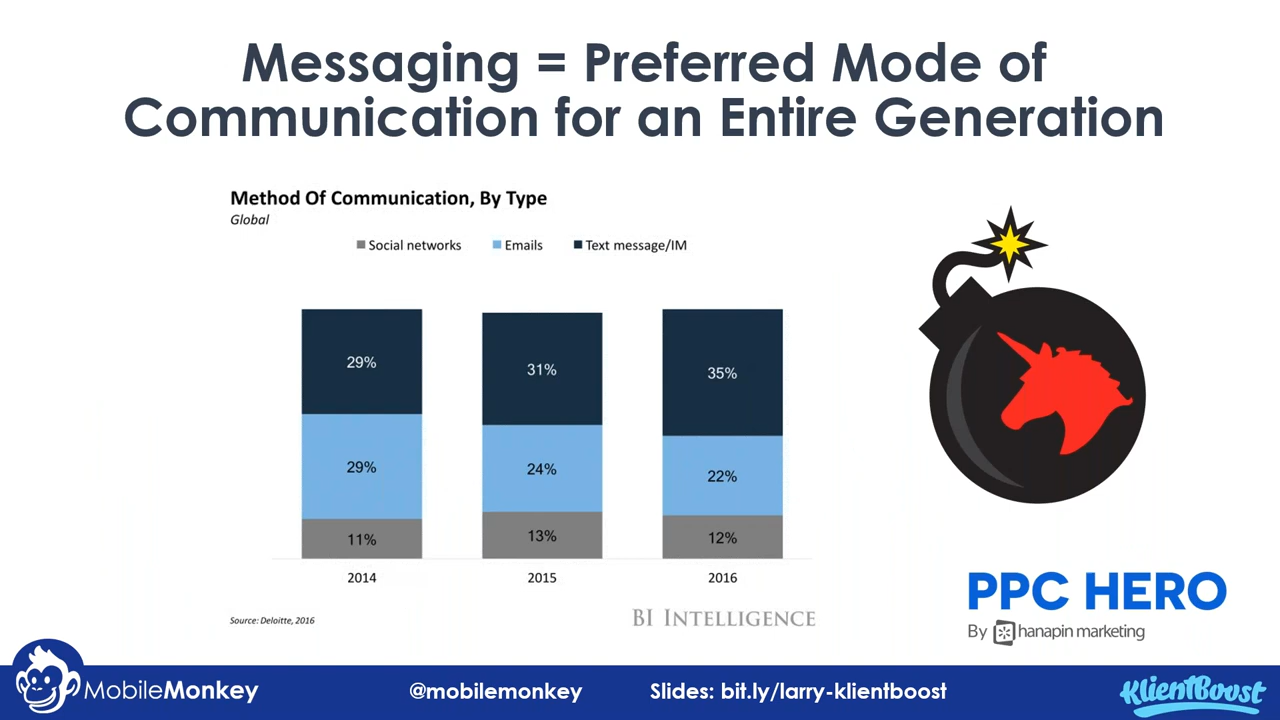 Messaging = Preferred Mode of
Communication for an Entire Generation
Method Of Communication, By Type
Global
Social networks Emails Text message/IM
29% 31% 35%
29% 24% 22%
11% 13% 12%
2014 2015 2016
Source: Deloitte, 2016
BI INTELLIGENCE
PPC HERO
By hanapin marketing
MobileMonkey
@mobilemonkey
Slides: bit.ly/larry-klientboost
KlientBoost